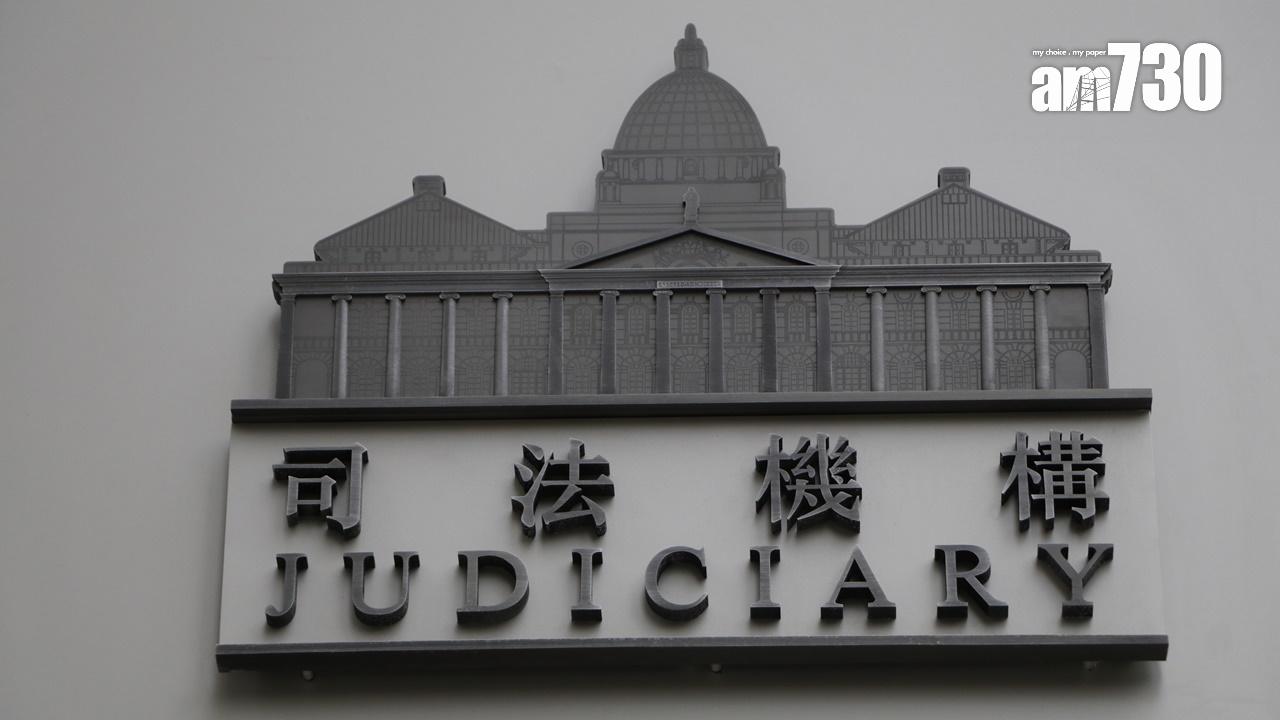 my choice . my paper
am730
司法機構
JUDICIARY